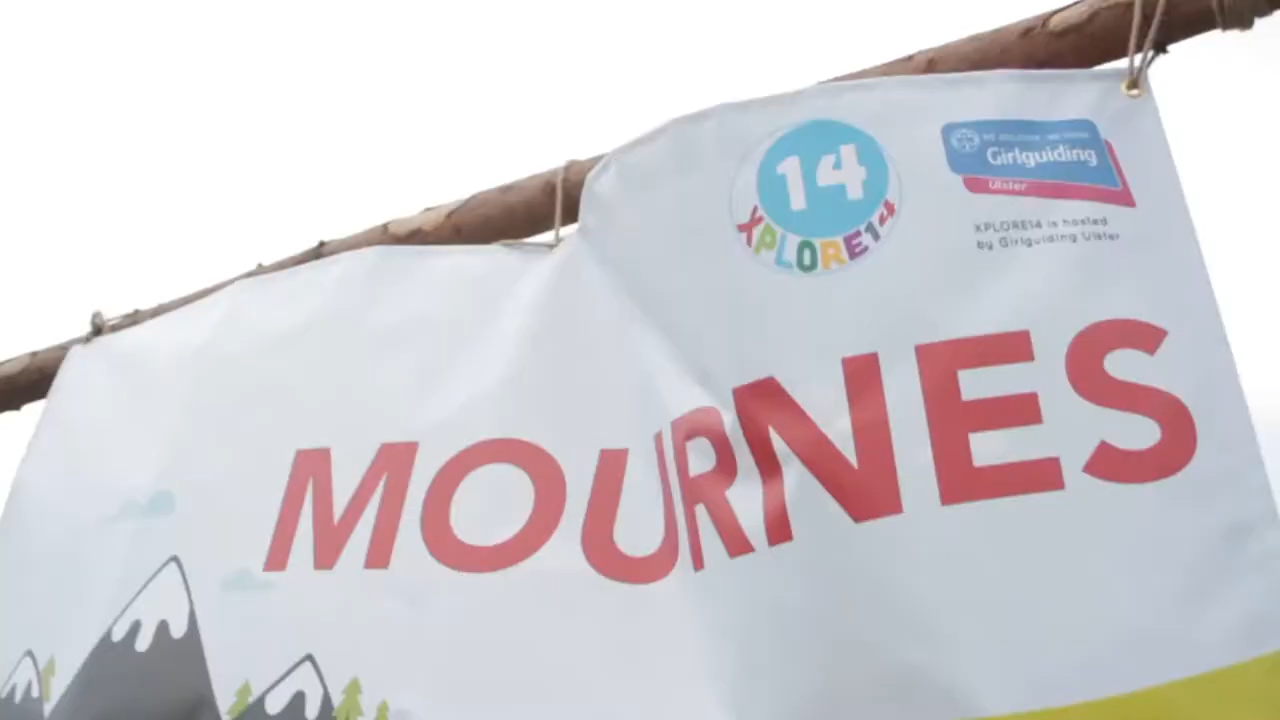 14
XPLORE14
Girlguiding
Ulster
XPLORE14 is hosted
by Girlguiding Ulster
MOURNES